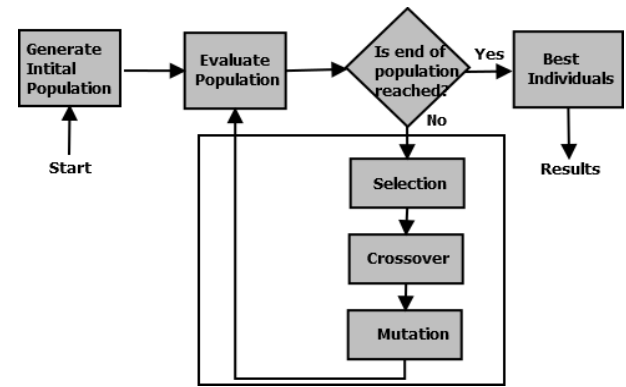 Generate
Intital
Population
Start
Evaluate
Population
Is end of
population
reached?
Yes
No
Best
Individuals
Results
Selection
Crossover
Mutation